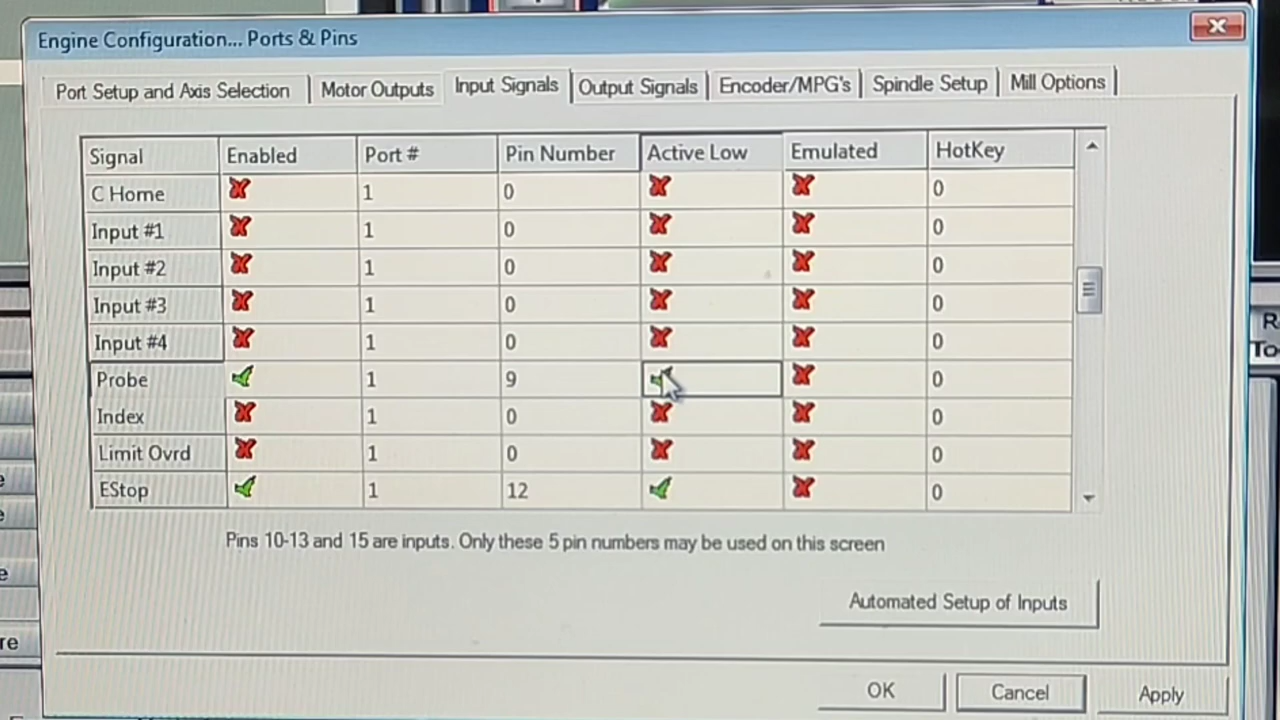 Engine Configuration... Ports & Pins
Port Setup and Axis Selection Motor Outputs Input Signals Output Signals Encoder/MPG's Spindle Setup Mill Options
Signal Enabled Port # Pin Number Active Low Emulated HotKey
C Home 1 0 0
Input #1 1 0 0
Input #2 1 0 0
Input #3 1 0 0
Input #4 1 0 0
Probe 1 9 0
Index 1 0 0
Limit Ovrd 1 0 0
EStop 1 12 0
Pins 10-13 and 15 are inputs. Only these 5 pin numbers may be used on this screen
Automated Setup of Inputs
OK Cancel Apply